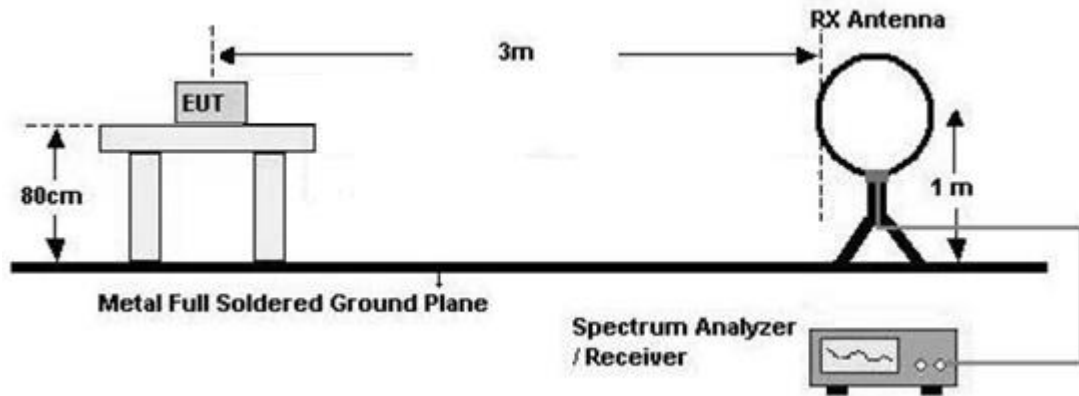 RX Antenna
3m
EUT
80cm
1 m
Metal Full Soldered Ground Plane
Spectrum Analyzer
/ Receiver